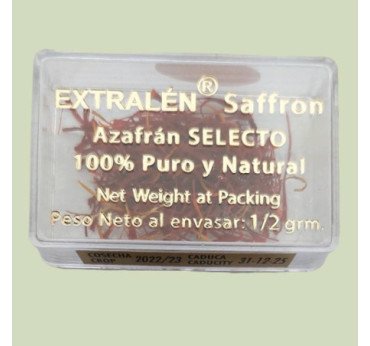 EXTRALÉN® Saffron
Azafrán SELECTO
100% Puro y Natural
Net Weight at Packing
Peso Neto al envasar: 1/2 grm.
COSECHA 2022/23 CADUCA 31-12-25
CROP CADUCITY